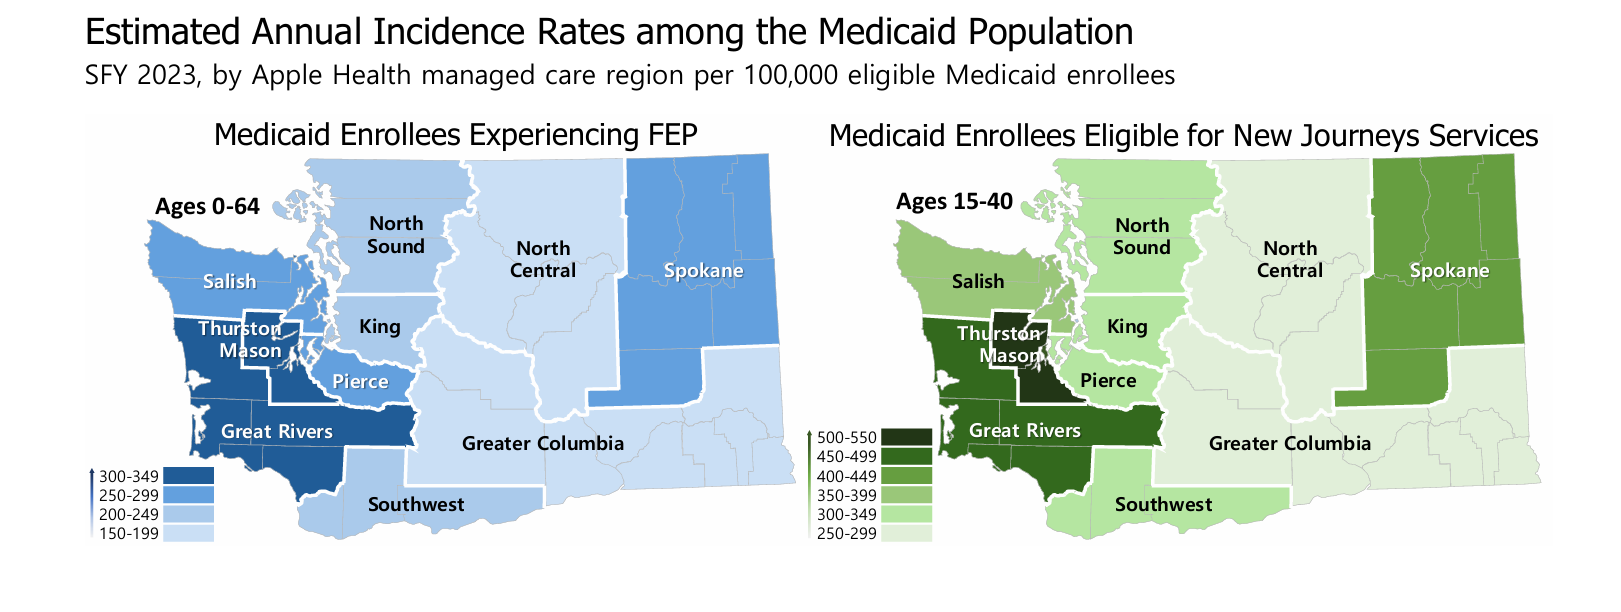 Estimated Annual Incidence Rates among the Medicaid Population
SFY 2023, by Apple Health managed care region per 100,000 eligible Medicaid enrollees
Medicaid Enrollees Experiencing FEP
Ages 0-64
North
Sound
North
Central
Spokane
Salish
King
Thurston
Mason
Pierce
Great Rivers
Greater Columbia
Southwest
300-349
250-299
200-249
150-199
Medicaid Enrollees Eligible for New Journeys Services
Ages 15-40
North
Sound
North
Central
Spokane
Salish
King
Thurston
Mason
Pierce
Great Rivers
Greater Columbia
Southwest
500-550
450-499
400-449
350-399
300-349
250-299